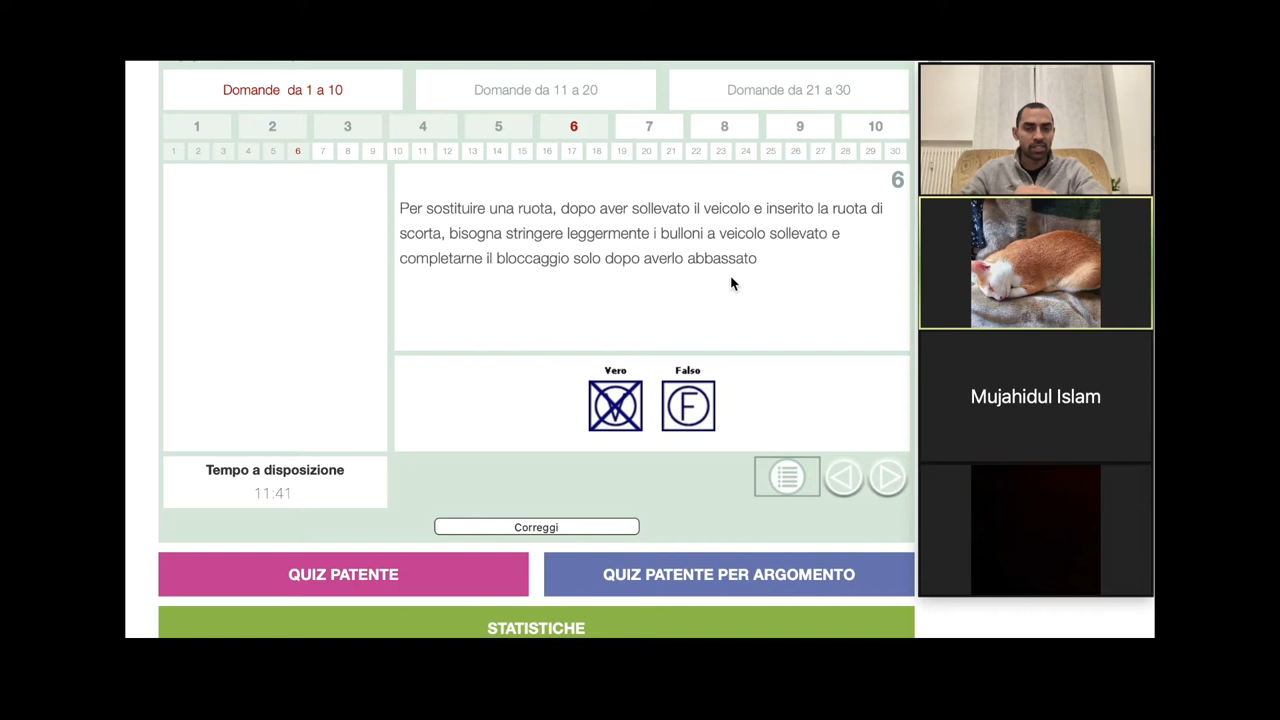 Domande da 1 a 10
Domande da 11 a 20
Domande da 21 a 30
1 2 3 4 5 6 7 8 9 10
1 2 3 4 5 6 7 8 9 10 11 12 13 14 15 16 17 18 19 20 21 22 23 24 25 26 27 28 29 30
6
Per sostituire una ruota, dopo aver sollevato il veicolo e inserito la ruota di
scorta, bisogna stringere leggermente i bulloni a veicolo sollevato e
completarne il bloccaggio solo dopo averlo abbassato
Vero Falso
V F
Tempo a disposizione
11:41
Correggi
QUIZ PATENTE
QUIZ PATENTE PER ARGOMENTO
STATISTICHE
Mujahidul Islam